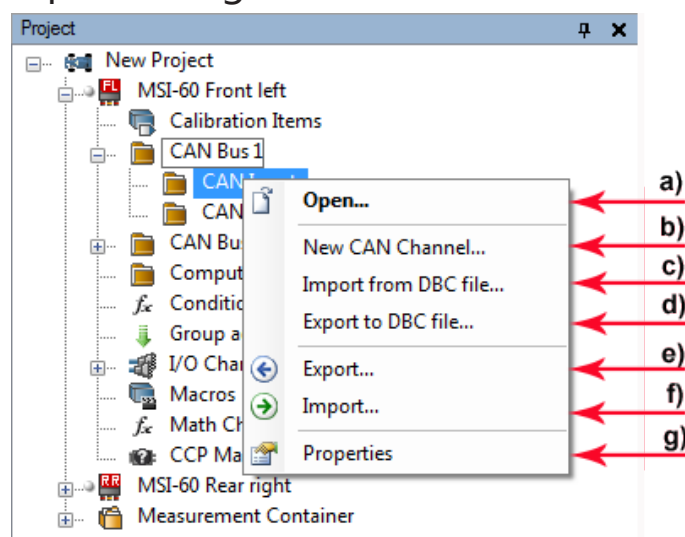 Project
New Project
FL MSI-60 Front left
Calibration Items
CAN Bus 1
CAN
CAN
CAN Bu
Comput
Conditio
Group a
I/O Cha
Macros
Math Ch
CCP Ma
RR MSI-60 Rear right
Measurement Container
Open...
New CAN Channel...
Import from DBC file...
Export to DBC file...
Export...
Import...
Properties
a)
b)
c)
d)
e)
f)
g)